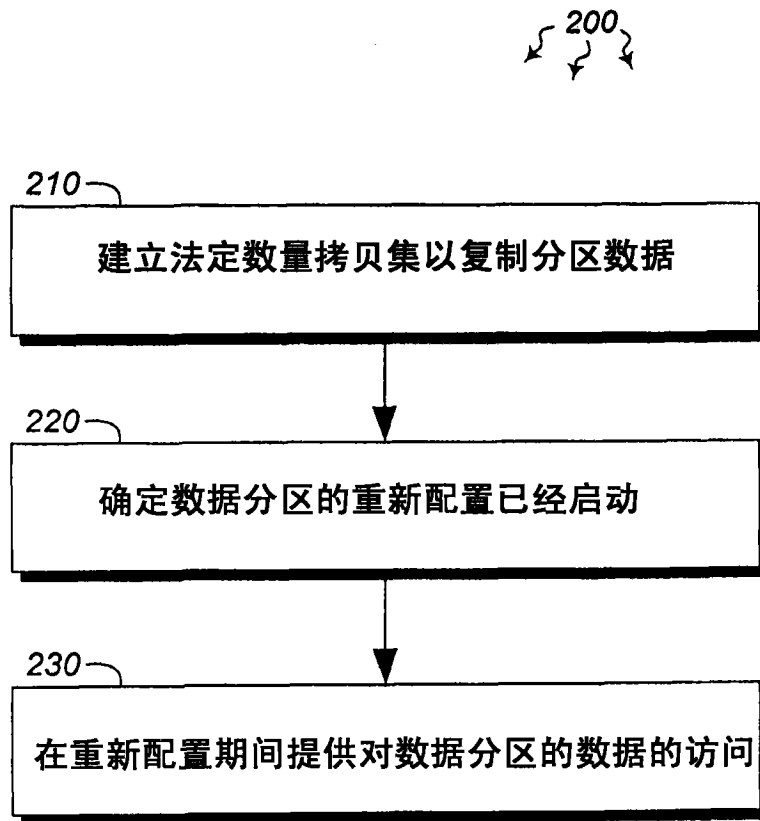 200
210
建立法定数量拷贝集以复制分区数据
220
确定数据分区的重新配置已经启动
230
在重新配置期间提供对数据分区的数据的访问